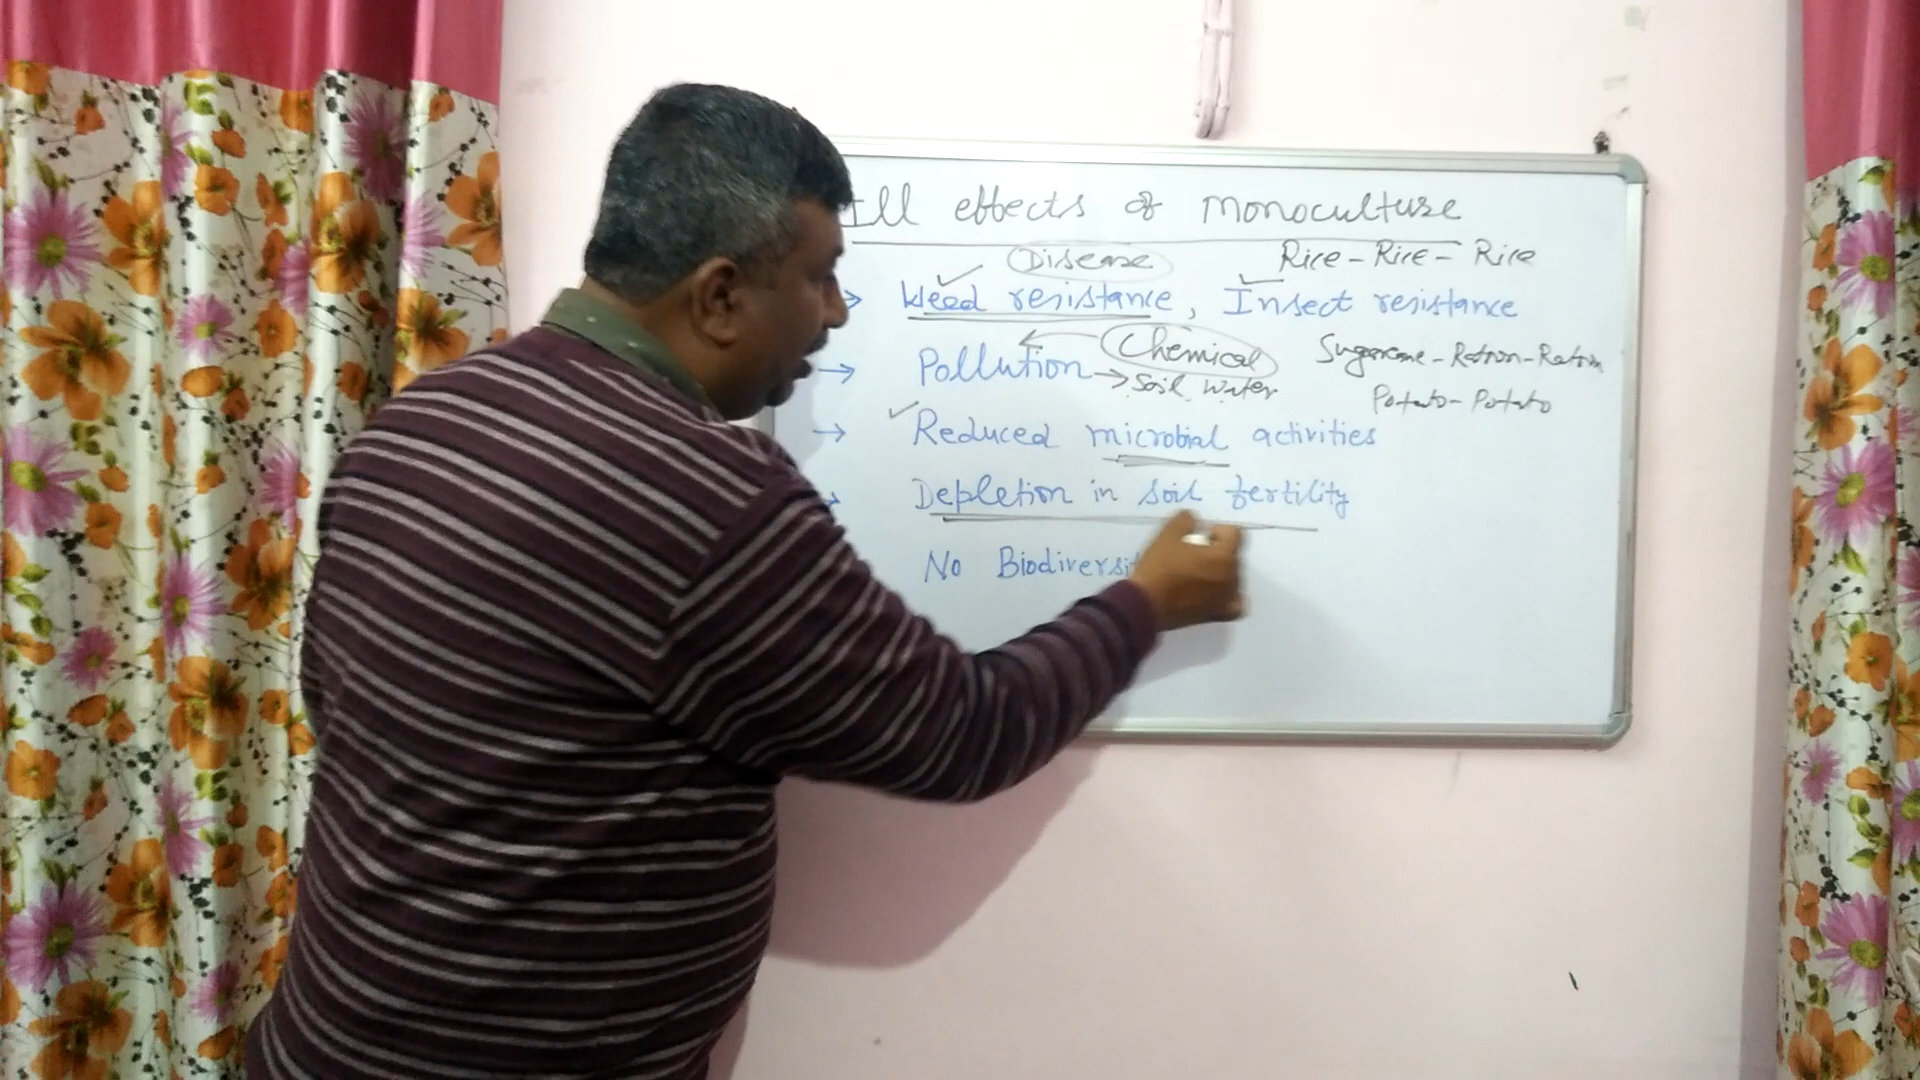 Ill effects of monoculture
Disease Rice - Rice - Rice
→ Weed resistance, Insect resistance
Chemical Sugarcane - Ratoon - Ratoon
→ Pollution → Soil Water
Potato - Potato
→ Reduced microbial activities
→ Depletion in soil fertility
No Biodiversit